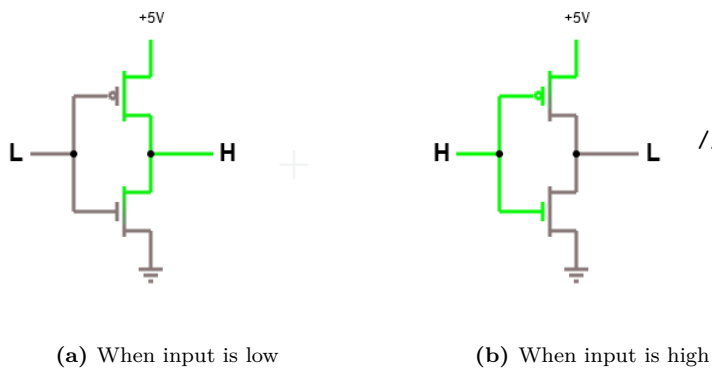 +5V
+5V
L
H
H
L
(a) When input is low
(b) When input is high